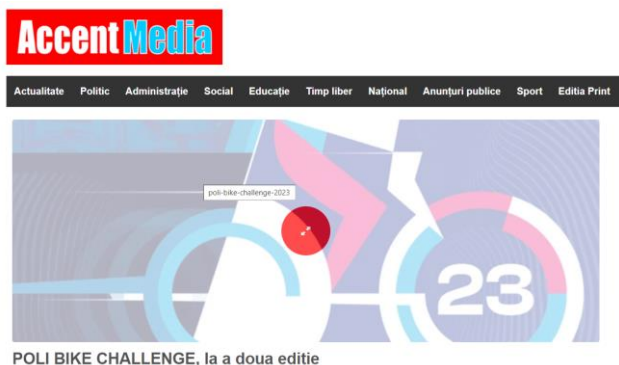 Accent Media
Actualitate Politic Administrație Social Educație Timp liber Național Anunțuri publice Sport Editia Print
poli-bike-challenge-2023
23
POLI BIKE CHALLENGE, la a doua editie